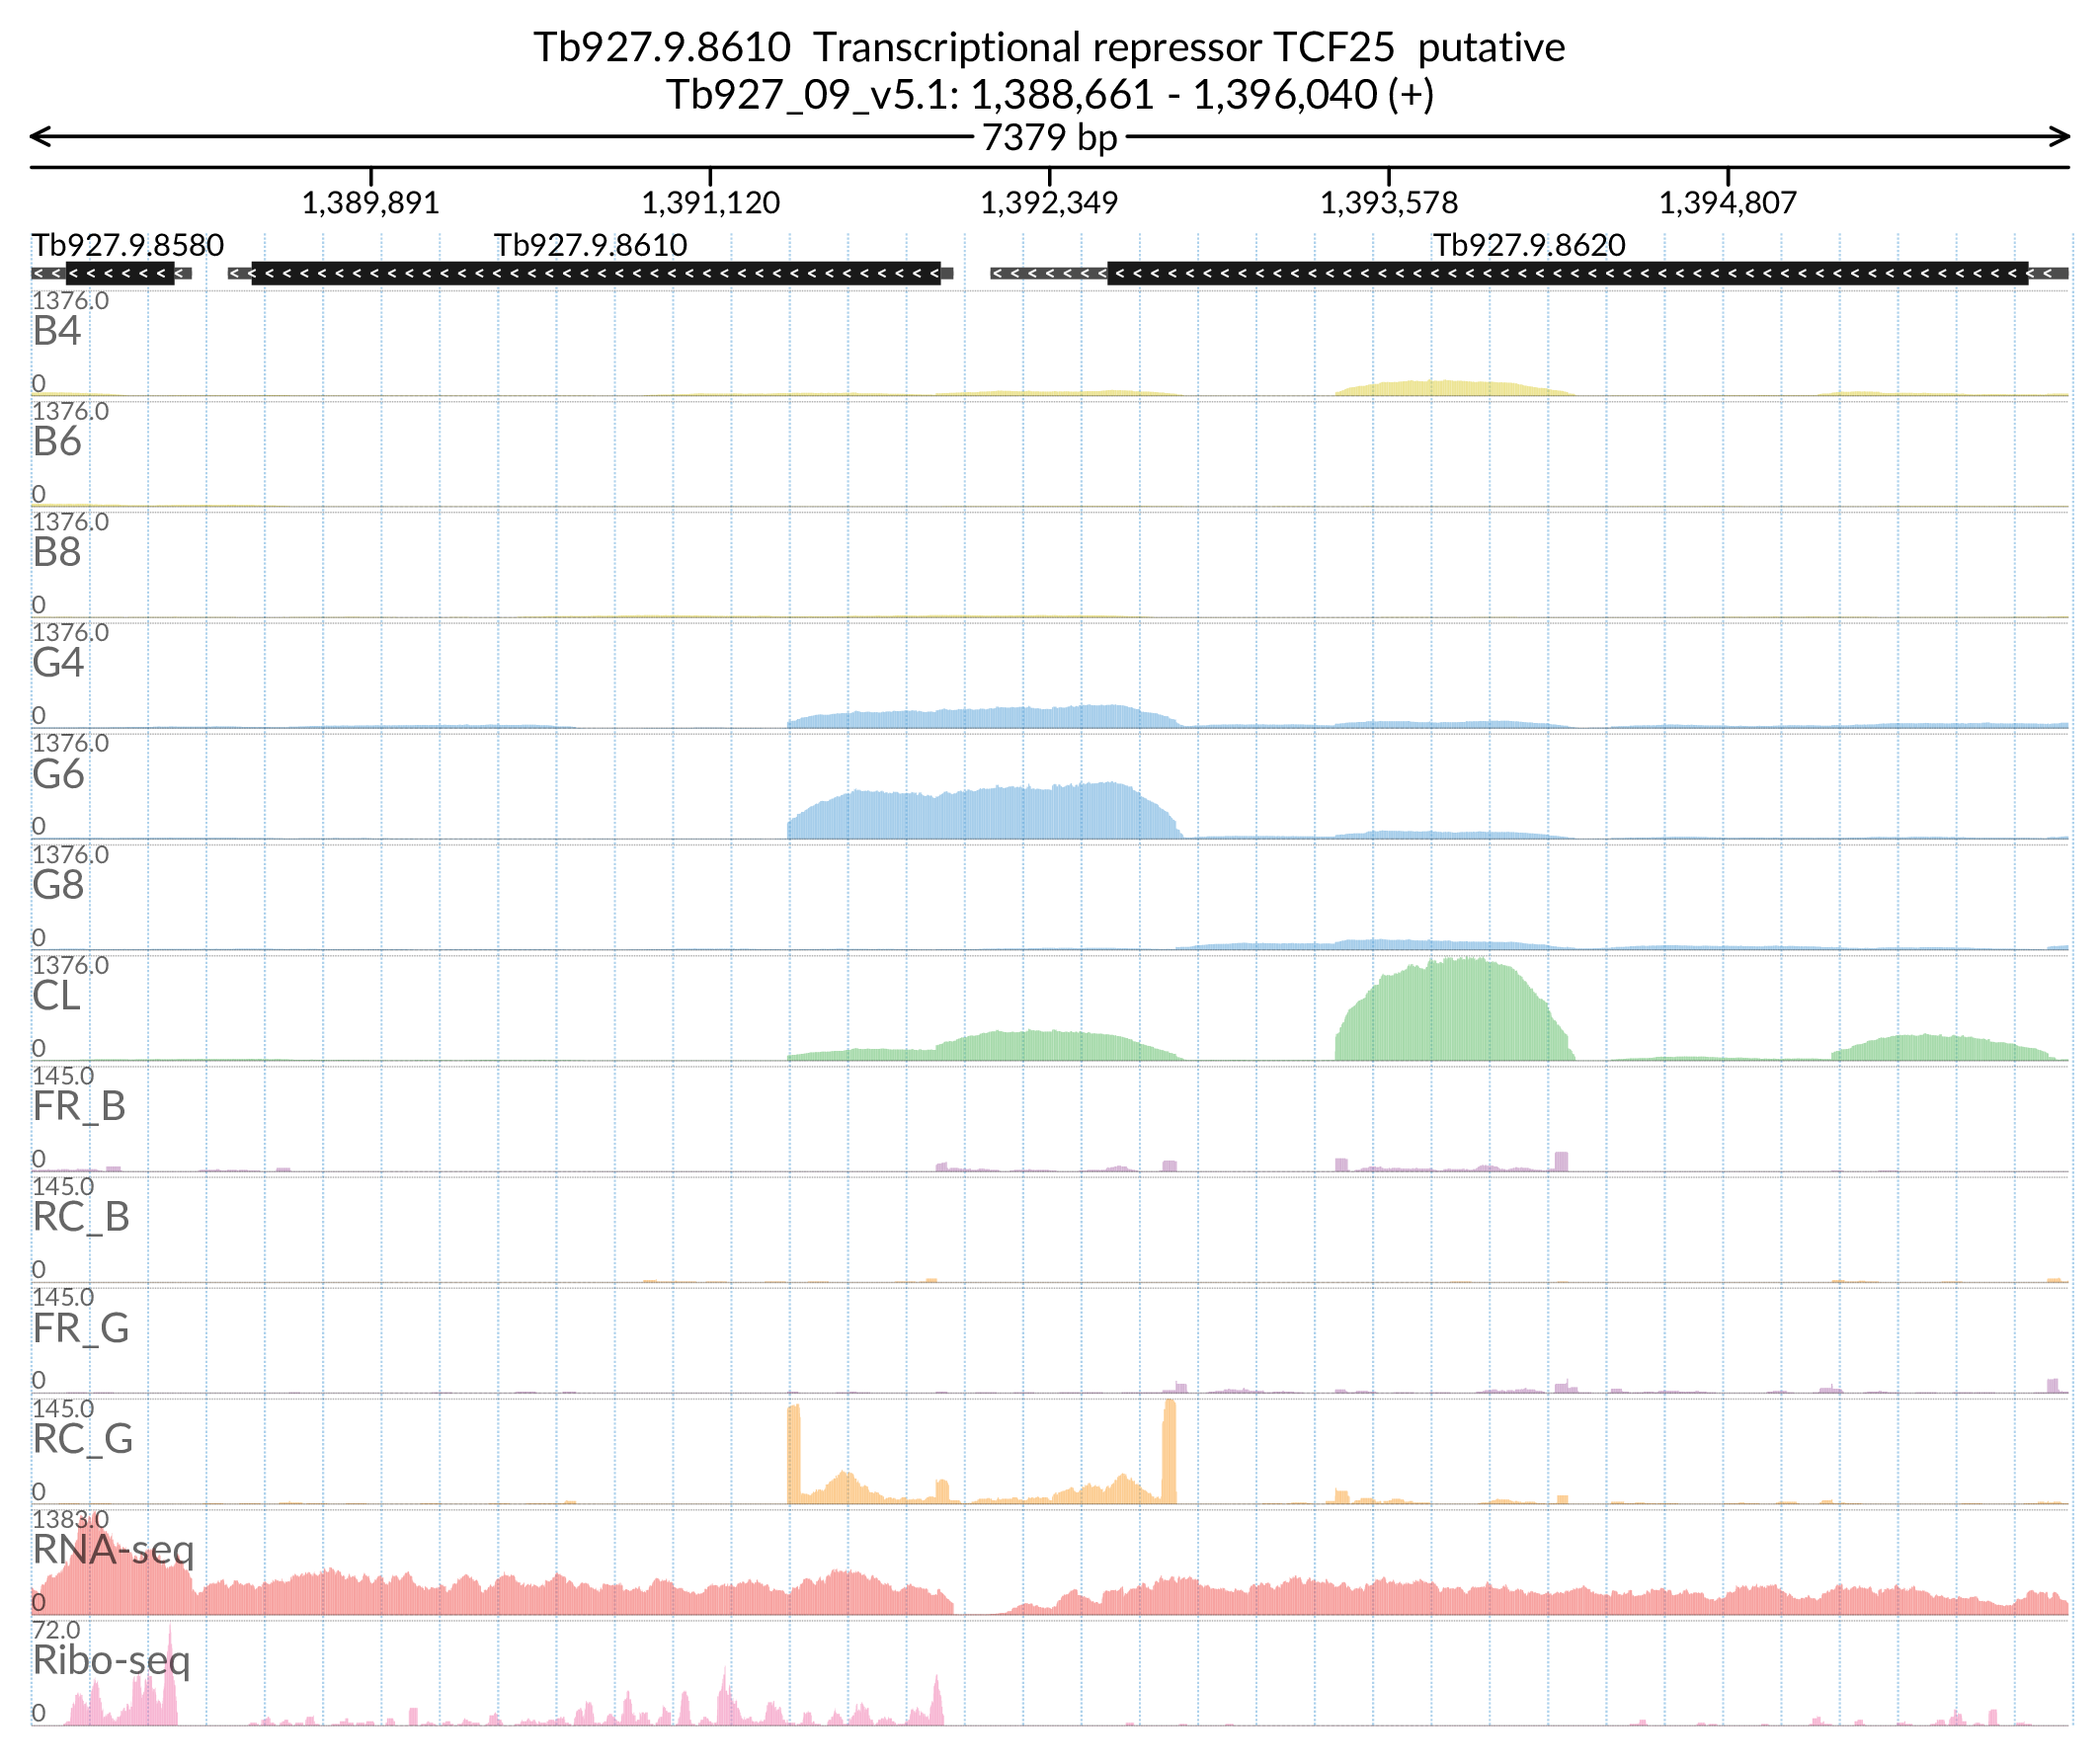 Tb927.9.8610 Transcriptional repressor TCF25 putative
Tb927_09_v5.1: 1,388,661 - 1,396,040 (+)
7379 bp
1,389,891 1,391,120 1,392,349 1,393,578 1,394,807
Tb927.9.8580 Tb927.9.8610 Tb927.9.8620
1376.0
B4
0
1376.0
B6
0
1376.0
B8
0
1376.0
G4
0
1376.0
G6
0
1376.0
G8
0
1376.0
CL
0
145.0
FR_B
0
145.0
RC_B
0
145.0
FR_G
0
145.0
RC_G
0
1383.0
RNA-seq
0
72.0
Ribo-seq
0